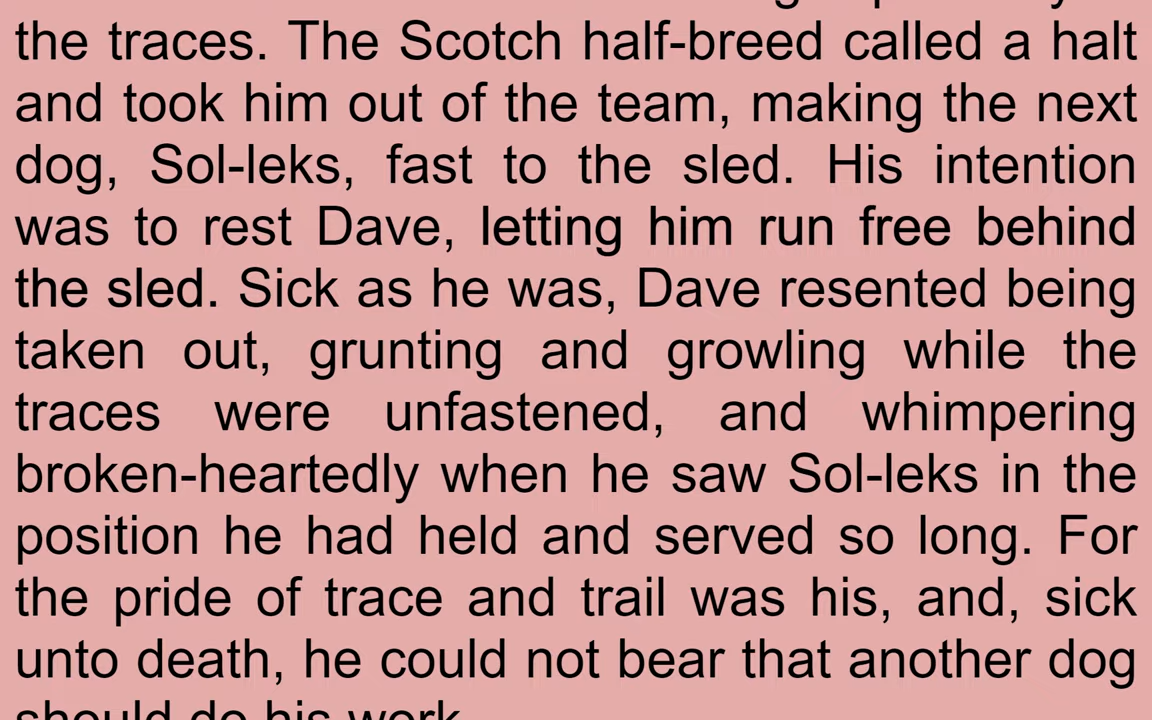 the traces. The Scotch half-breed called a halt
and took him out of the team, making the next
dog, Sol-leks, fast to the sled. His intention
was to rest Dave, letting him run free behind
the sled. Sick as he was, Dave resented being
taken out, grunting and growling while the
traces were unfastened, and whimpering
broken-heartedly when he saw Sol-leks in the
position he had held and served so long. For
the pride of trace and trail was his, and, sick
unto death, he could not bear that another dog
should do his work.